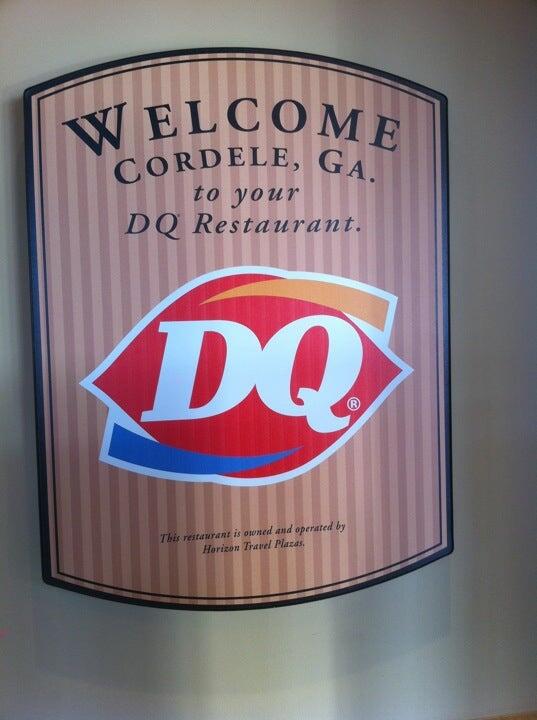 WELCOME
CORDELE, GA.
to your
DQ Restaurant.
DQ®
This restaurant is owned and operated by
Horizon Travel Plazas.